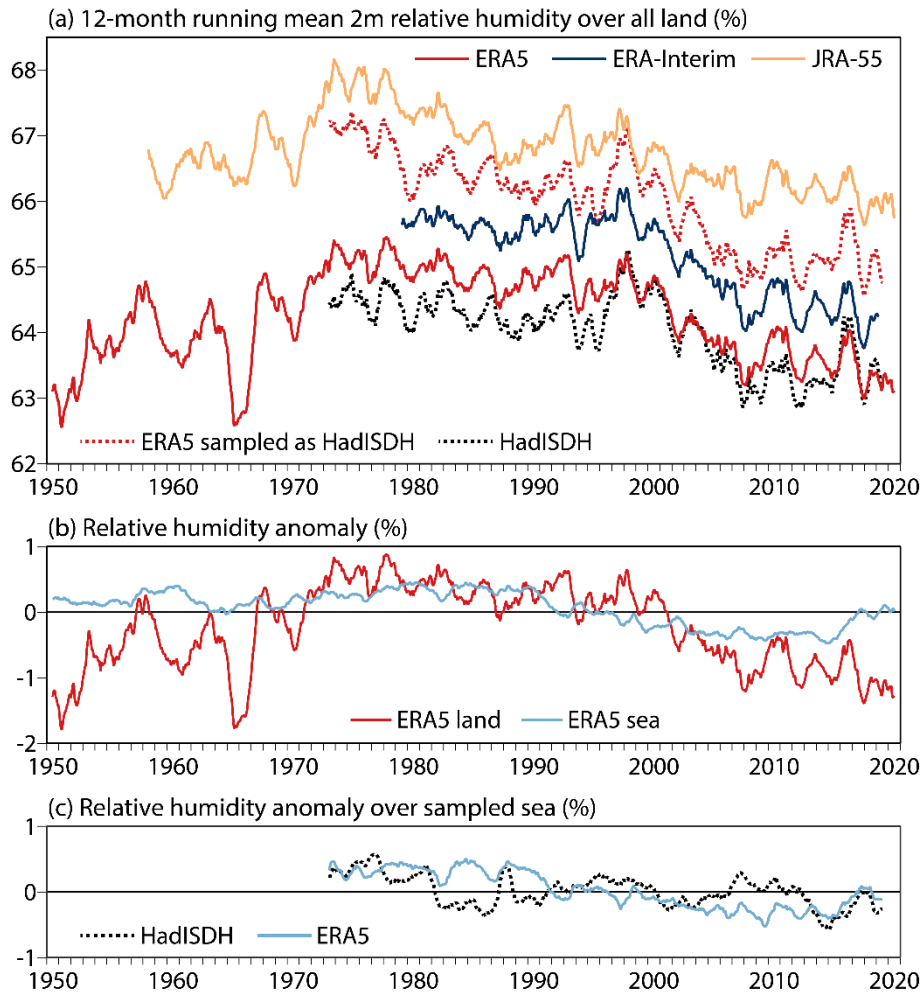 (a) 12-month running mean 2m relative humidity over all land (%)
ERA5 ERA-Interim JRA-55
68
67
66
65
64
63
62
ERA5 sampled as HadISDH HadISDH
1950 1960 1970 1980 1990 2000 2010 2020
(b) Relative humidity anomaly (%)
1
0
-1
-2
ERA5 land ERA5 sea
1950 1960 1970 1980 1990 2000 2010 2020
(c) Relative humidity anomaly over sampled sea (%)
1
0
-1
HadISDH ERA5
1950 1960 1970 1980 1990 2000 2010 2020